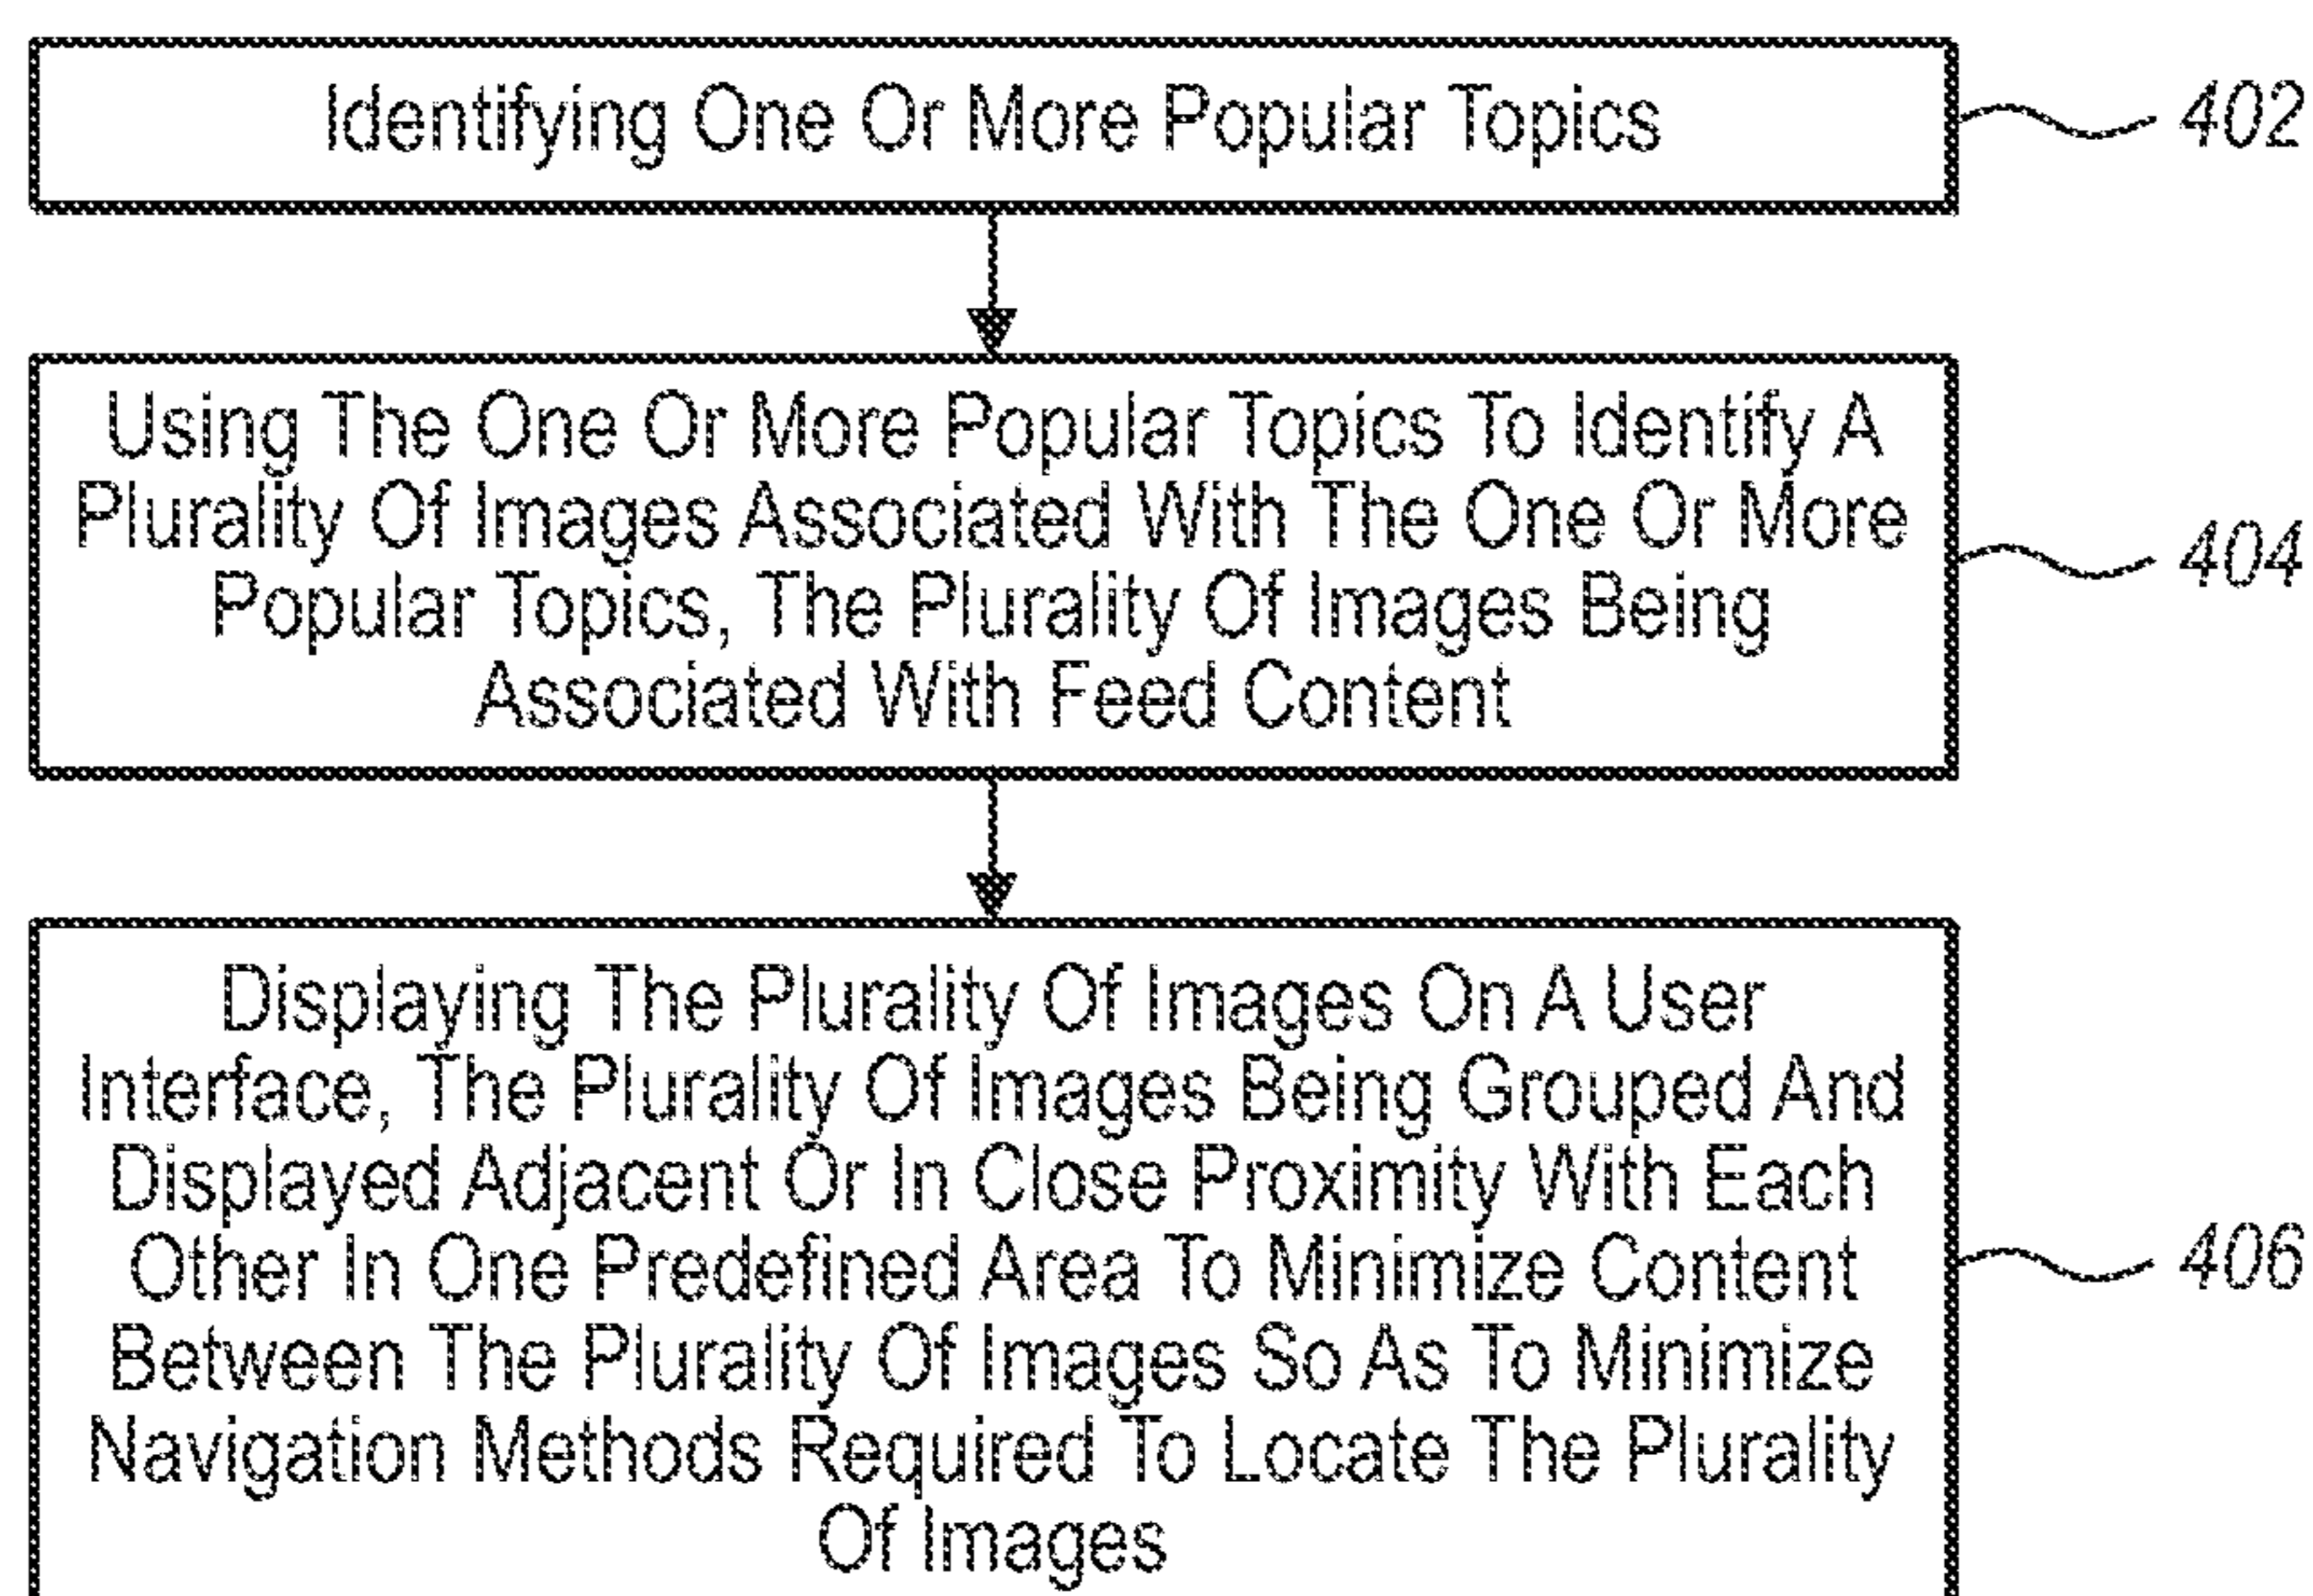 Identifying One Or More Popular Topics
402
Using The One Or More Popular Topics To Identify A
Plurality Of Images Associated With The One Or More
Popular Topics, The Plurality Of Images Being
Associated With Feed Content
404
Displaying The Plurality Of Images On A User
Interface, The Plurality Of Images Being Grouped And
Displayed Adjacent Or In Close Proximity With Each
Other In One Predefined Area To Minimize Content
Between The Plurality Of Images So As To Minimize
Navigation Methods Required To Locate The Plurality
Of Images
406